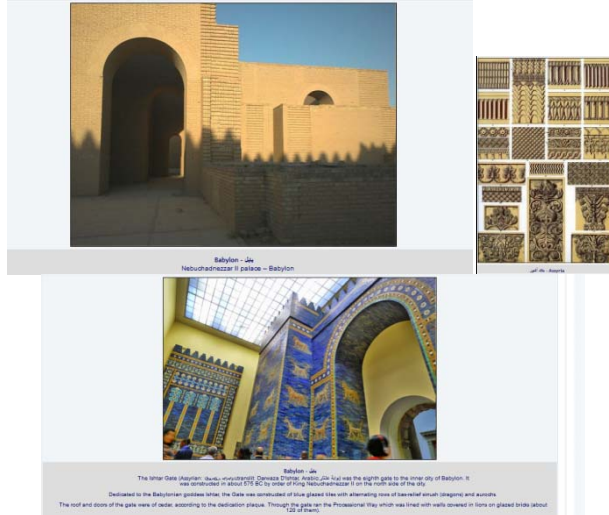 Babylon - بابل
Nebuchadnezzar II palace – Babylon
Assyria
Babylon - بابل
The Ishtar Gate (Assyrian: translit: Darwaza D'Ishtar, Arabic: بوابة عشتار) was the eighth gate to the inner city of Babylon. It
was constructed in about 575 BC by order of King Nebuchadnezzar II on the north side of the city.
Dedicated to the Babylonian goddess Ishtar, the Gate was constructed of blue glazed tiles with alternating rows of bas-relief sirrush (dragons) and aurochs
The roof and doors of the gate were of cedar, according to the dedication plaque. Through the gate ran the Processional Way which was lined with walls covered in lions on glazed bricks (about
120 of them).